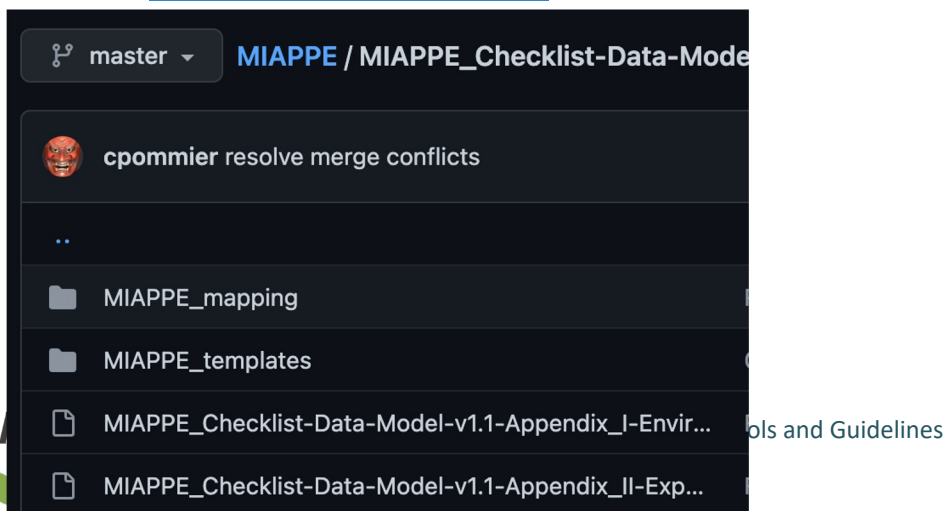 master MIAPPE / MIAPPE_Checklist-Data-Mode
cpommier resolve merge conflicts
..
MIAPPE_mapping
MIAPPE_templates
MIAPPE_Checklist-Data-Model-v1.1-Appendix_I-Envir...
ols and Guidelines
MIAPPE_Checklist-Data-Model-v1.1-Appendix_II-Exp...